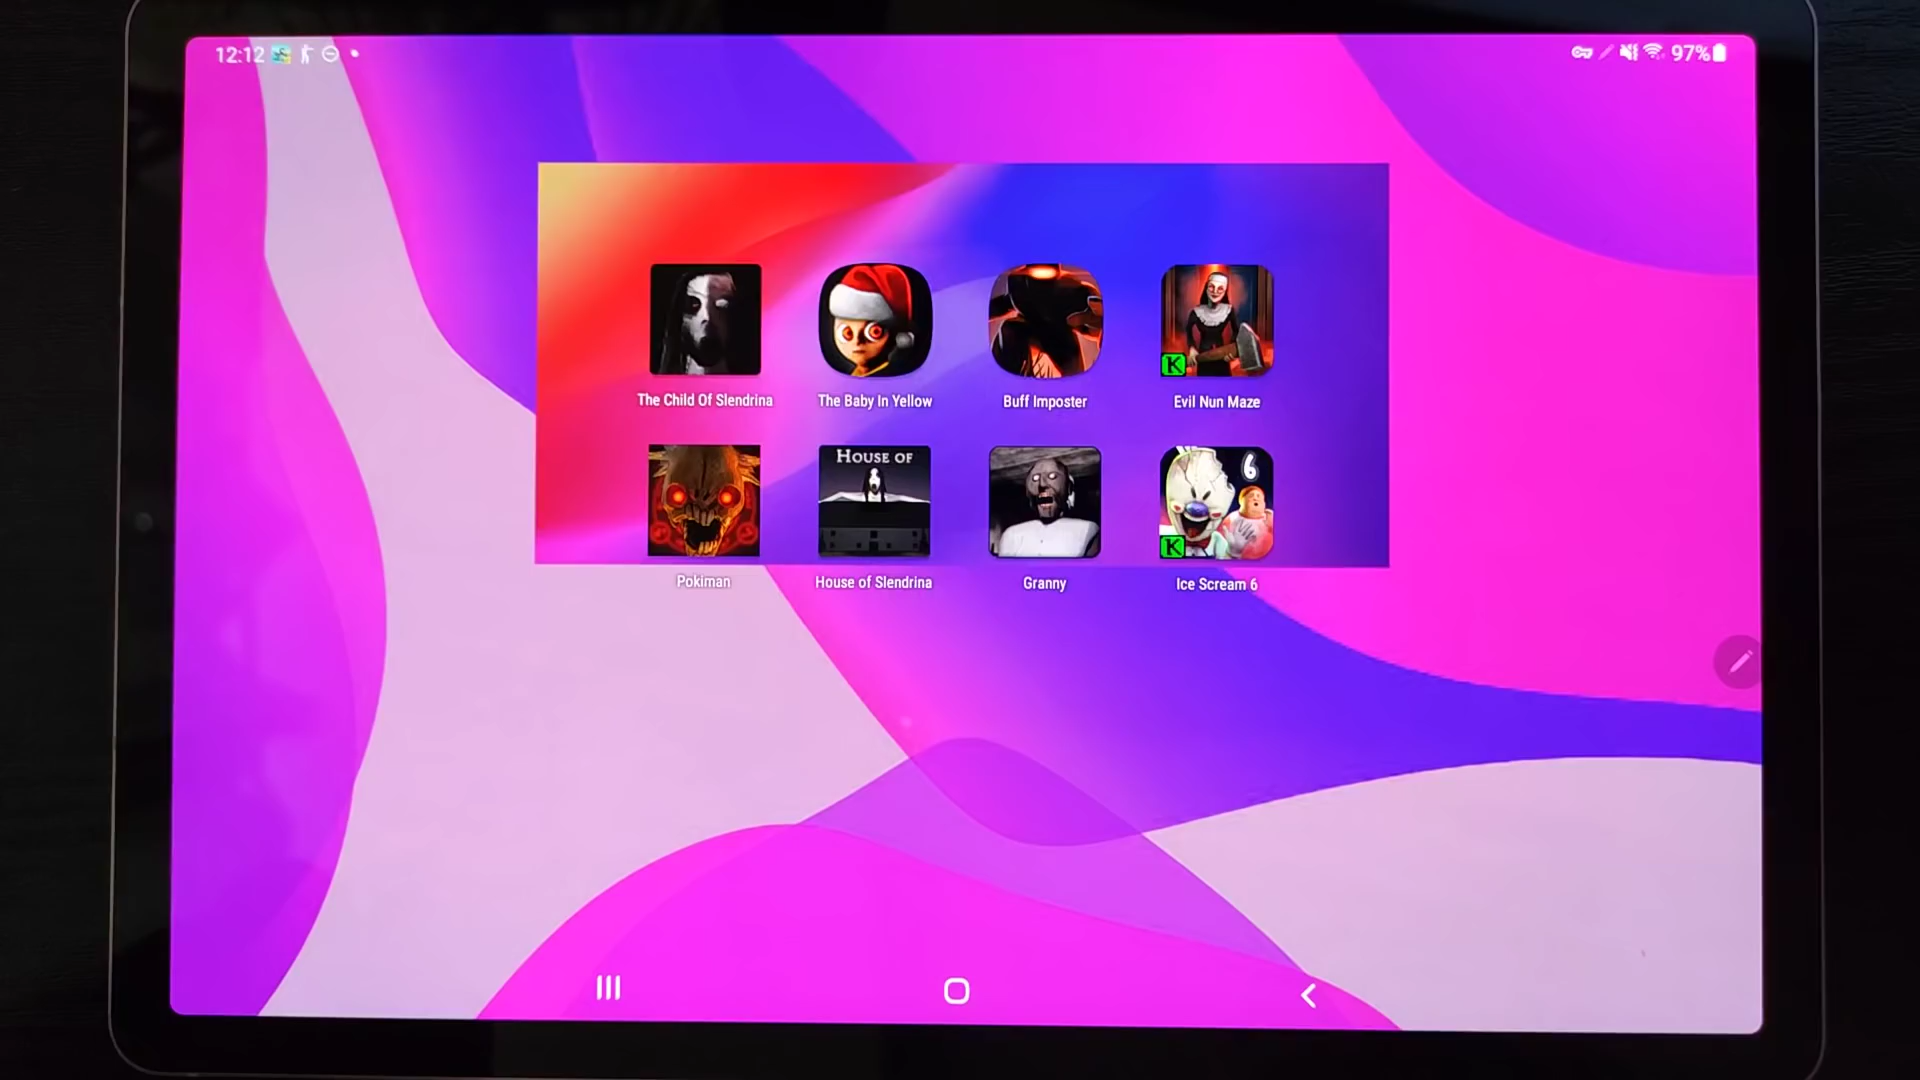 12:12
97%
The Child Of Slendrina
The Baby In Yellow
Buff Imposter
K
Evil Nun Maze
HOUSE OF
6
K
Pokiman
House of Slendrina
Granny
Ice Scream 6